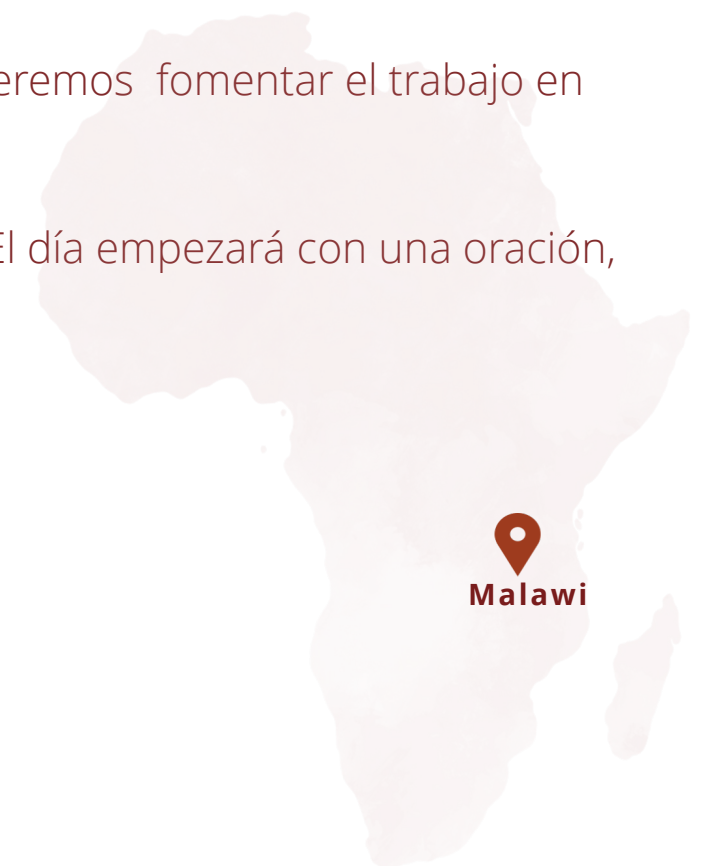 eremos fomentar el trabajo en
El día empezará con una oración,
Malawi